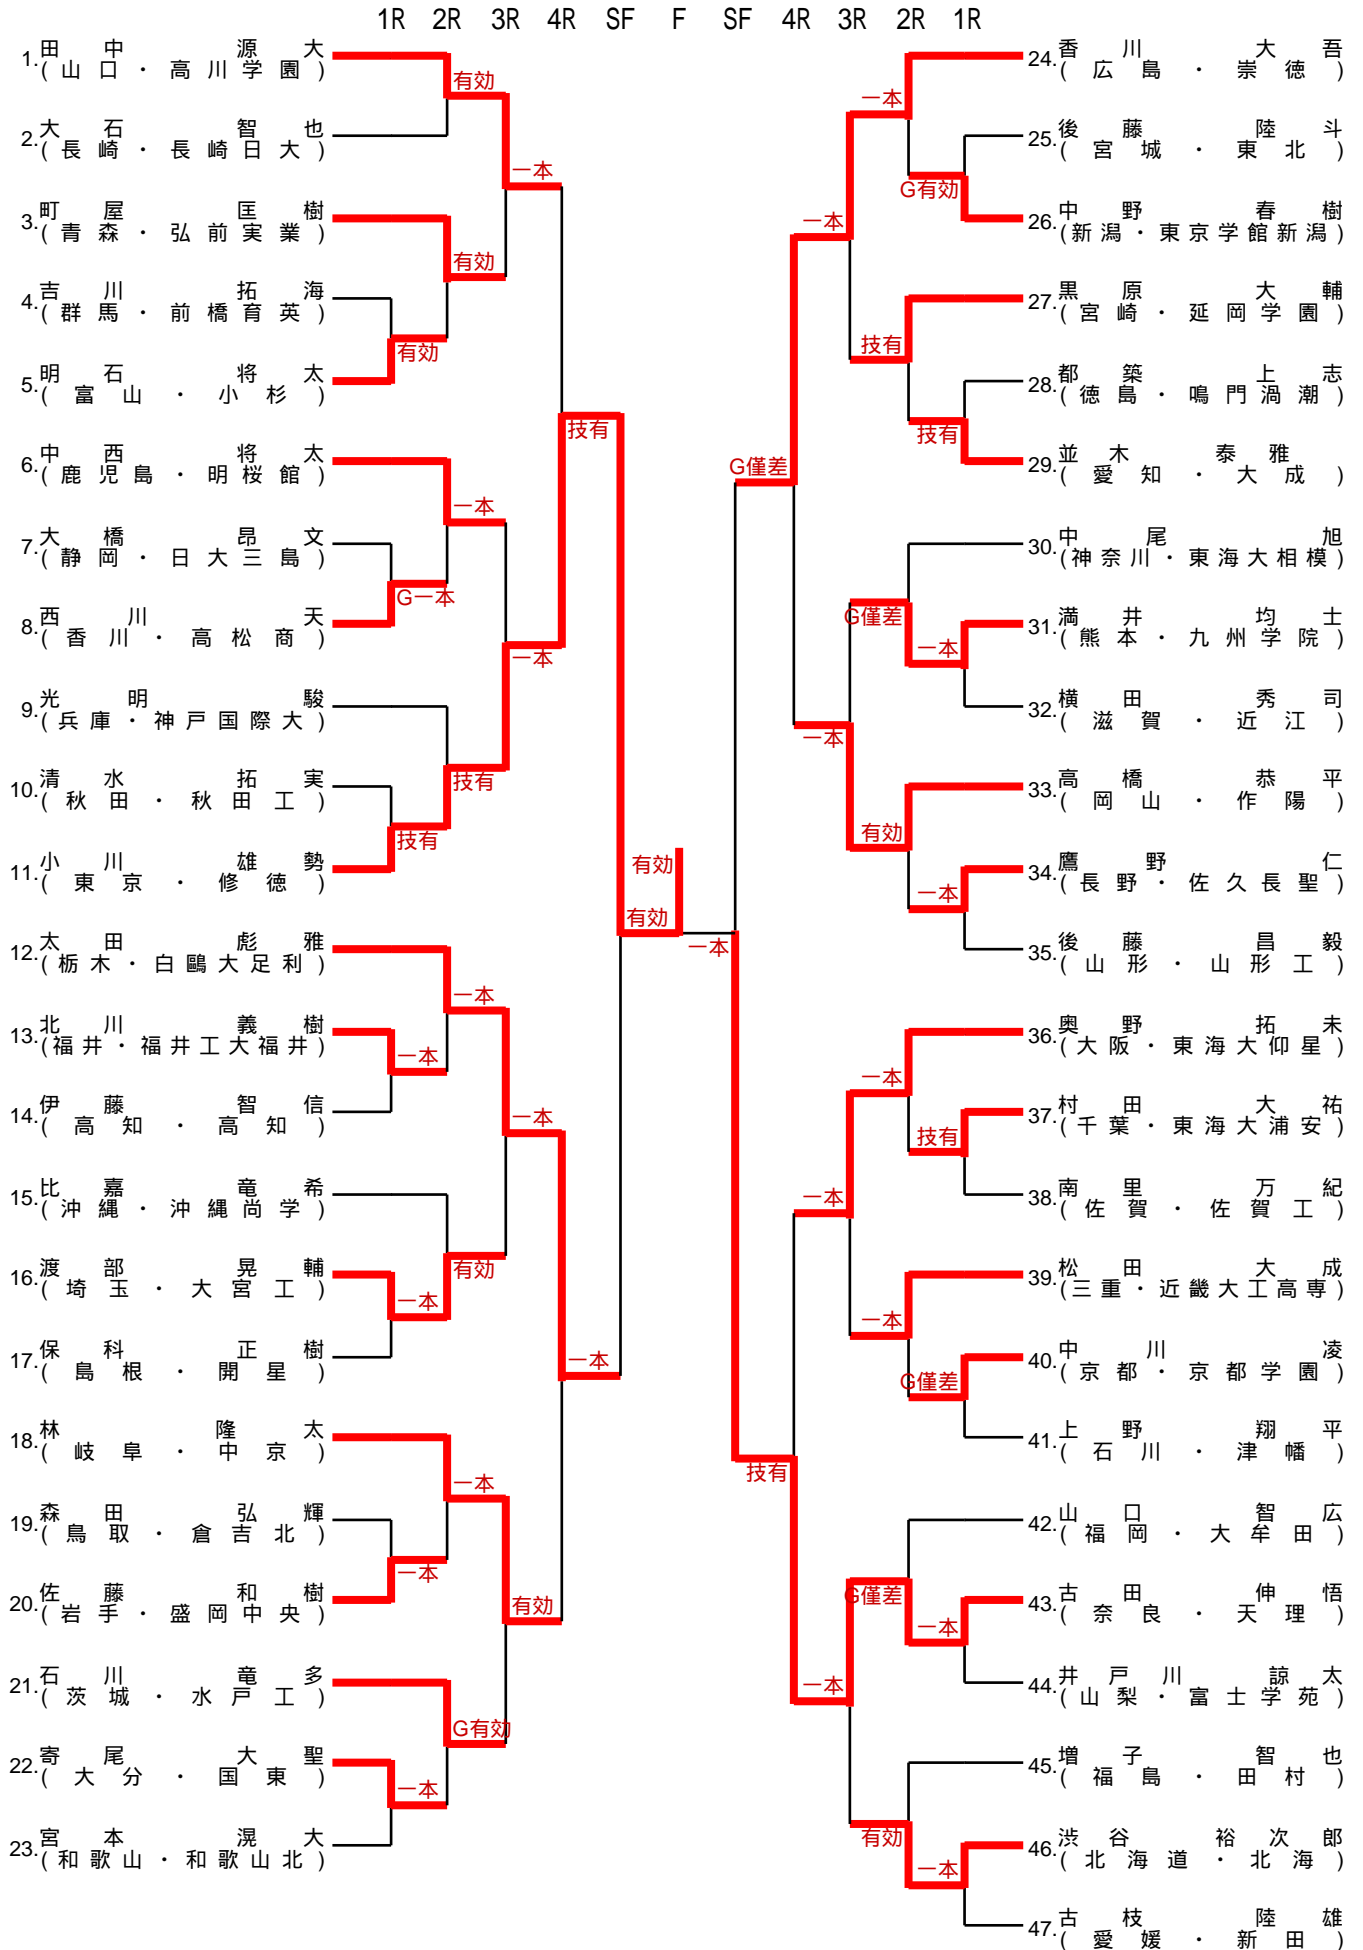 1R 2R 3R 4R SF F SF 4R 3R 2R 1R
1. 田中 源大
(山口・高川学園)
有効
2. 大石 智也
(長崎・長崎日大)
一本
3. 町屋 匡樹
(青森・弘前実業)
有効
4. 吉川 拓海
(群馬・前橋育英)
有効
5. 明石 将太
(富山・小杉)
技有
6. 中西 将太
(鹿児島・明桜館)
一本
7. 大橋 昂文
(静岡・日大三島)
G一本
8. 西川 天
(香川・高松商)
一本
9. 光明 駿
(兵庫・神戸国際大)
技有
10. 清水 拓実
(秋田・秋田工)
技有
11. 小川 雄勢
(東京・修徳)
有効
有効
一本
12. 太田 彪雅
(栃木・白鷗大足利)
一本
13. 北川 義樹
(福井・福井工大福井)
一本
14. 伊藤 智信
(高知・高知)
一本
15. 比嘉 竜希
(沖縄・沖縄尚学)
有効
16. 渡部 晃輔
(埼玉・大宮工)
一本
17. 保科 正樹
(島根・開星)
一本
18. 林 隆太
(岐阜・中京)
一本
19. 森田 弘輝
(鳥取・倉吉北)
一本
20. 佐藤 和樹
(岩手・盛岡中央)
有効
21. 石川 竜多
(茨城・水戸工)
G有効
22. 寄尾 大聖
(大分・国東)
一本
23. 宮本 滉大
(和歌山・和歌山北)
24. 香川 大吾
(広島・崇徳)
一本
25. 後藤 陸斗
(宮城・東北)
G有効
26. 中野 春樹
(新潟・東京学館新潟)
一本
27. 黒原 大輔
(宮崎・延岡学園)
技有
28. 都築 上志
(徳島・鳴門渦潮)
技有
29. 並木 泰雅
(愛知・大成)
G僅差
30. 中尾 旭
(神奈川・東海大相模)
G僅差
31. 満井 均士
(熊本・九州学院)
一本
32. 横田 秀司
(滋賀・近江)
一本
33. 高橋 恭平
(岡山・作陽)
有効
34. 鷹野 仁
(長野・佐久長聖)
一本
35. 後藤 昌毅
(山形・山形工)
36. 奥野 拓未
(大阪・東海大仰星)
一本
37. 村田 大祐
(千葉・東海大浦安)
技有
38. 南里 万紀
(佐賀・佐賀工)
一本
39. 松田 大成
(三重・近畿大工高専)
一本
40. 中川 凌
(京都・京都学園)
G僅差
41. 上野 翔平
(石川・津幡)
技有
42. 山口 智広
(福岡・大牟田)
G僅差
43. 古田 伸悟
(奈良・天理)
一本
44. 井戸川 諒太
(山梨・富士学苑)
一本
45. 増子 智也
(福島・田村)
有効
46. 渋谷 裕次郎
(北海道・北海)
一本
47. 古枝 陸雄
(愛媛・新田)